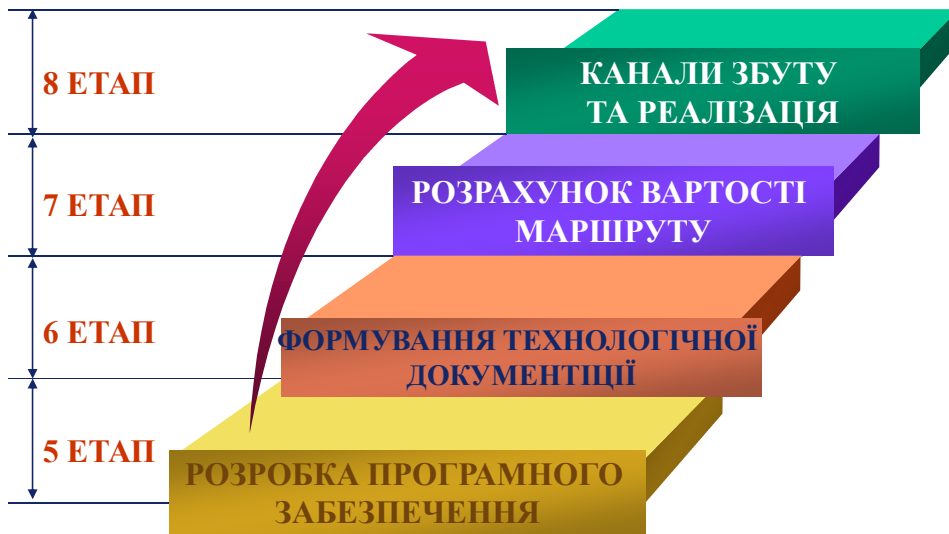 8 ЕТАП
КАНАЛИ ЗБУТУ
ТА РЕАЛІЗАЦІЯ
7 ЕТАП
РОЗРАХУНОК ВАРТОСТІ
МАРШРУТУ
6 ЕТАП
ФОРМУВАННЯ ТЕХНОЛОГІЧНОЇ
ДОКУМЕНТІЦІЇ
5 ЕТАП
РОЗРОБКА ПРОГРАМНОГО
ЗАБЕЗПЕЧЕННЯ